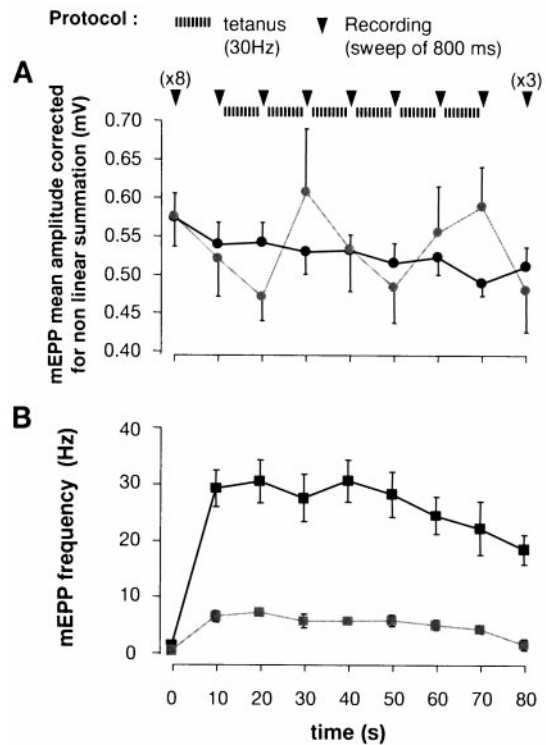 Protocol : tetanus Recording
(30Hz) (sweep of 800 ms)
A
(x8) (x3)
mEPP mean amplitude corrected
for non linear summation (mV)
0.70
0.65
0.60
0.55
0.50
0.45
0.40
B
mEPP frequency (Hz)
40
30
20
10
0
0 10 20 30 40 50 60 70 80
time (s)